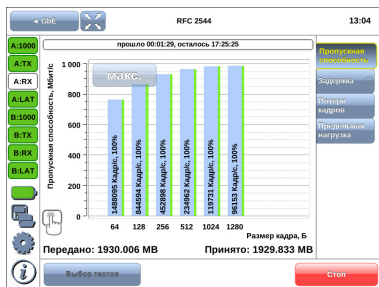 GbE
RFC 2544
13:04
A:1000
A:TX
A:RX
A:LAT
B:1000
B:TX
B:RX
B:LAT
прошло 00:01:29, осталось 17:25:25
Пропускная способность, Мбит/с
1 000
800
600
400
200
0
макс.
1488095 Кадр/с, 100%
844594 Кадр/с, 100%
452898 Кадр/с, 100%
234962 Кадр/с, 100%
119731 Кадр/с, 100%
96153 Кадр/с, 100%
64 128 256 512 1024 1280
Размер кадра, Б
Передано: 1930.006 MB Принято: 1929.833 MB
Пропускная
способность
Задержка
Потери
кадров
Предельная
нагрузка
Выбор тестов
Стоп